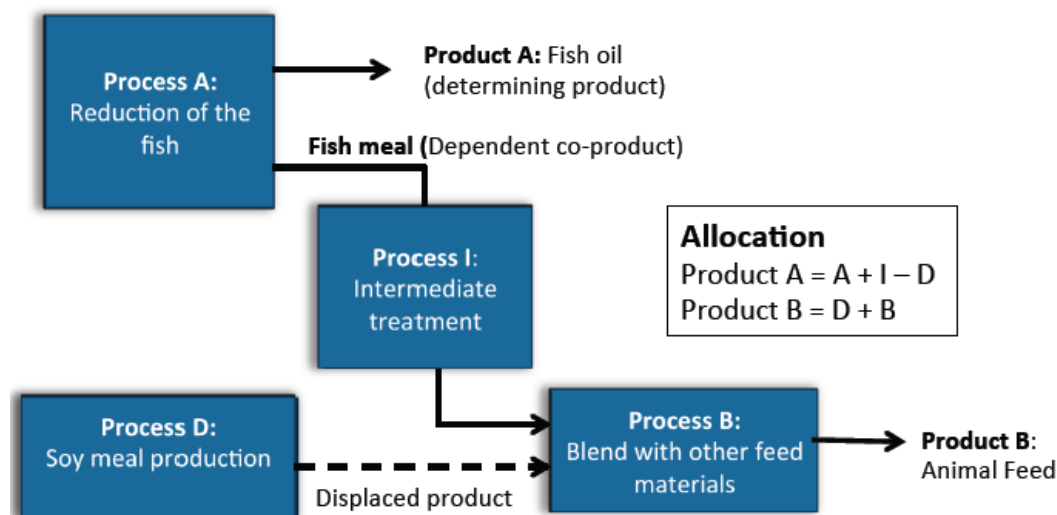 Process A:
Reduction of the
fish
Product A: Fish oil
(determining product)
Fish meal (Dependent co-product)
Process I:
Intermediate
treatment
Allocation
Product A = A + I – D
Product B = D + B
Process D:
Soy meal production
Displaced product
Process B:
Blend with other feed
materials
Product B:
Animal Feed